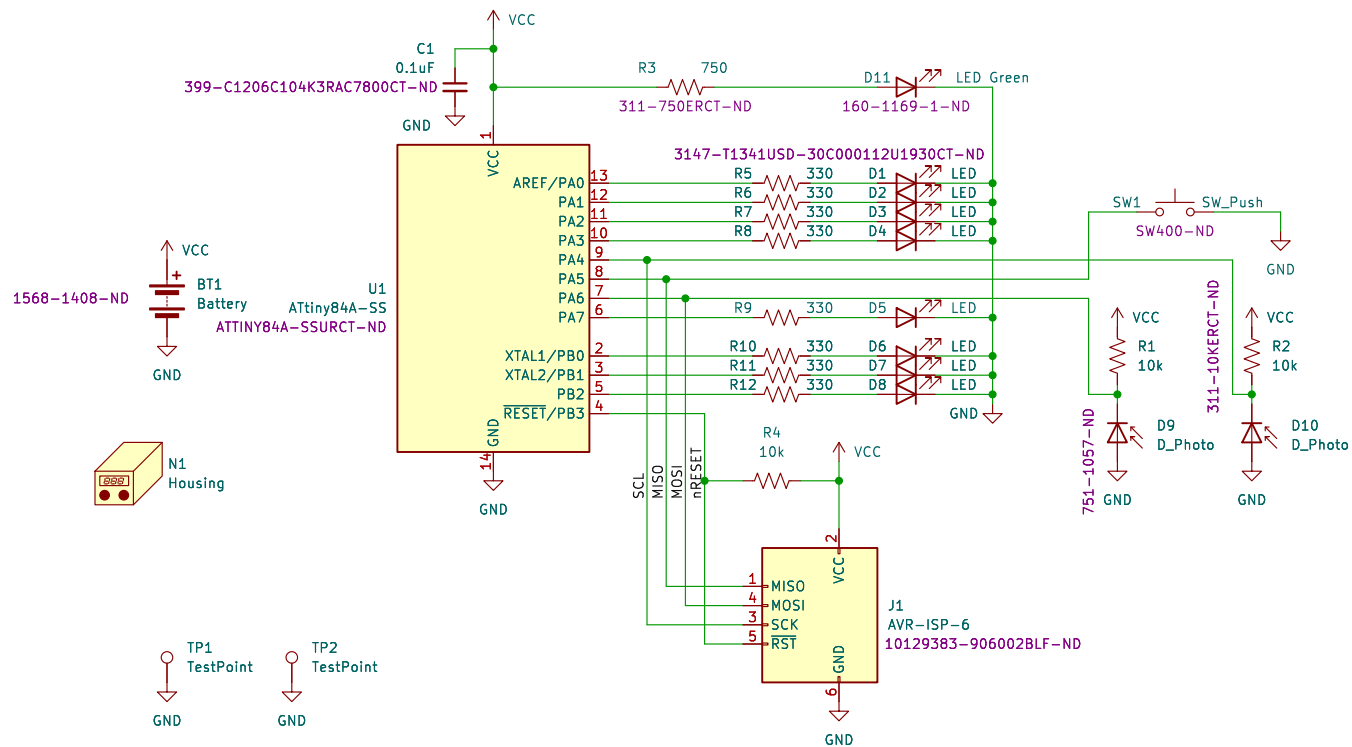 VCC
C1
0.1uF
399-C1206C104K3RAC7800CT-ND
GND
R3 750
311-750ERCT-ND
D11 LED Green
160-1169-1-ND
3147-T1341USD-30C000112U1930CT-ND
1
VCC
AREF/PA0 13
PA1 12
PA2 11
PA3 10
PA4 9
PA5 8
PA6 7
PA7 6
XTAL1/PB0 2
XTAL2/PB1 3
PB2 5
RESET/PB3 4
GND
14
GND
U1
ATtiny84A-SS
ATTINY84A-SSURCT-ND
R5 330 D1 LED
R6 330 D2 LED
R7 330 D3 LED
R8 330 D4 LED
R9 330 D5 LED
R10 330 D6 LED
R11 330 D7 LED
R12 330 D8 LED
GND
SW1 SW_Push
SW400-ND
GND
VCC
+
BT1
Battery
1568-1408-ND
GND
VCC
R1
10k
751-1057-ND
D9
D_Photo
GND
VCC
R2
10k
311-10KERCT-ND
D10
D_Photo
GND
N1
Housing
888
SCL
MISO
MOSI
nRESET
R4
10k
VCC
2
VCC
1 MISO
4 MOSI
3 SCK
5 RST
GND
6
GND
J1
AVR-ISP-6
10129383-906002BLF-ND
TP1
TestPoint
GND
TP2
TestPoint
GND